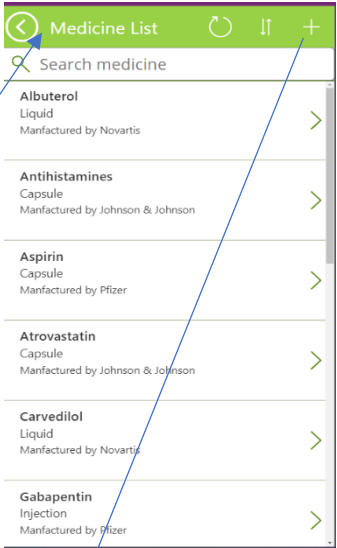 Medicine List
Search medicine
Albuterol
Liquid
Manfactured by Novartis
Antihistamines
Capsule
Manfactured by Johnson & Johnson
Aspirin
Capsule
Manfactured by Pfizer
Atrovastatin
Capsule
Manfactured by Johnson & Johnson
Carvedilol
Liquid
Manfactured by Novartis
Gabapentin
Injection
Manfactured by Pfizer